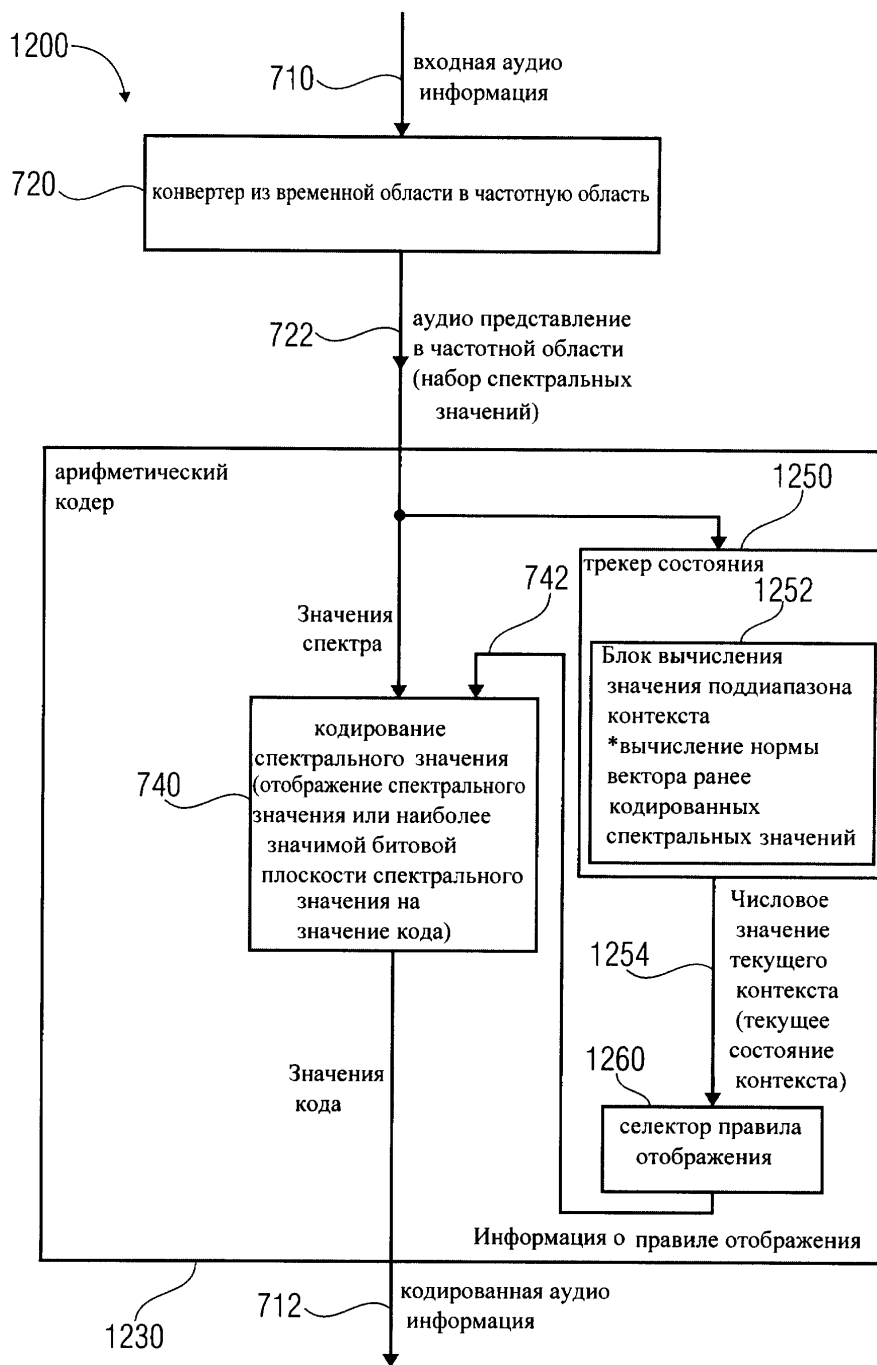 1200
710
входная аудио
информация
720
конвертер из временной области в частотную область
722
аудио представление
в частотной области
(набор спектральных
значений)
арифметический
кодер
1250
трекер состояния
742
1252
Значения
спектра
Блок вычисления
значения поддиапазона
контекста
*вычисление нормы
вектора ранее
кодированных
спектральных значений
740
кодирование
спектрального значения
(отображение спектрального
значения или наиболее
значимой битовой
плоскости спектрального
значения на
значение кода)
1254
Числовое
значение
текущего
контекста
(текущее
состояние
контекста)
Значения
кода
1260
селектор правила
отображения
Информация о правиле отображения
1230
712
кодированная аудио
информация